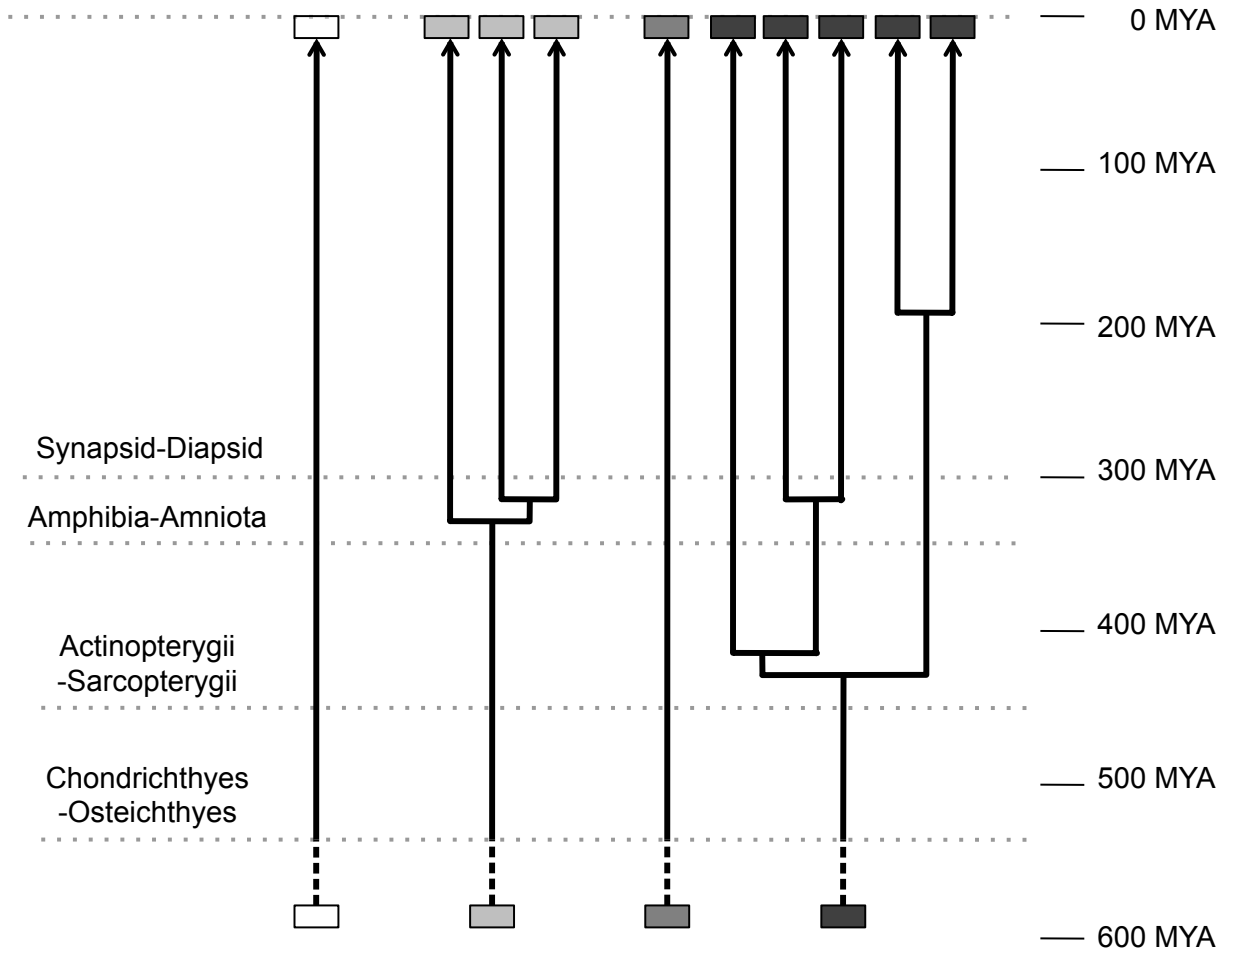 0 MYA
100 MYA
200 MYA
Synapsid-Diapsid
300 MYA
Amphibia-Amniota
400 MYA
Actinopterygii
-Sarcopterygii
Chondrichthyes
-Osteichthyes
500 MYA
600 MYA